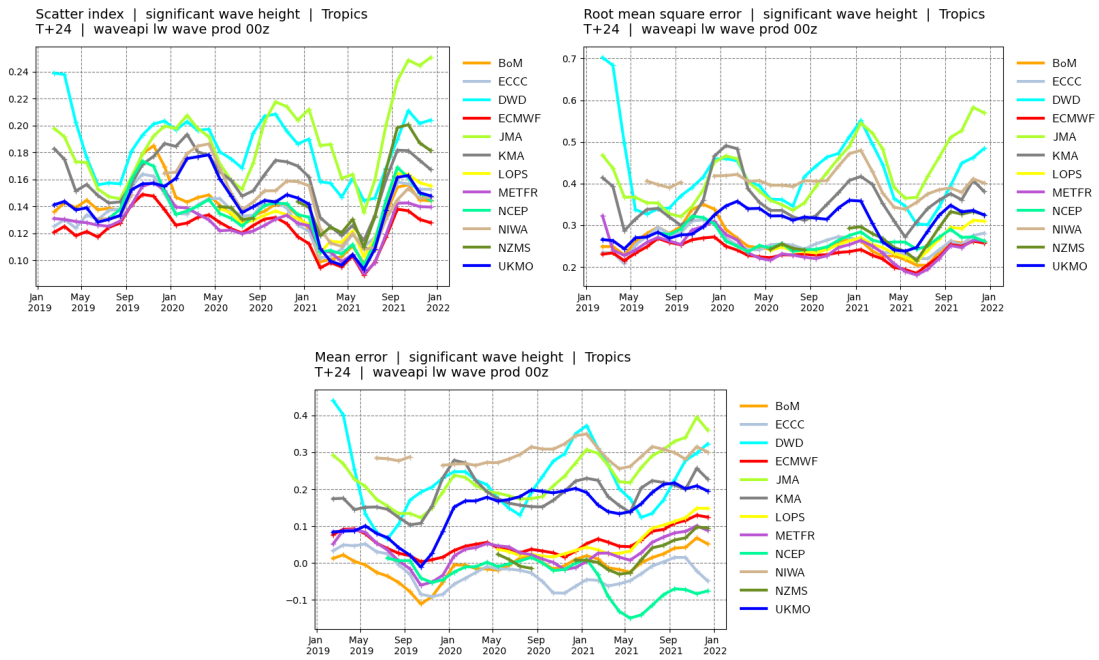 Scatter index | significant wave height | Tropics
T+24 | waveapi lw wave prod 00z
0.24
0.22
0.20
0.18
0.16
0.14
0.12
0.10
Jan 2019
May 2019
Sep 2019
Jan 2020
May 2020
Sep 2020
Jan 2021
May 2021
Sep 2021
Jan 2022
BoM
ECCC
DWD
ECMWF
JMA
KMA
LOPS
METFR
NCEP
NIWA
NZMS
UKMO
Root mean square error | significant wave height | Tropics
T+24 | waveapi lw wave prod 00z
0.7
0.6
0.5
0.4
0.3
0.2
Jan 2019
May 2019
Sep 2019
Jan 2020
May 2020
Sep 2020
Jan 2021
May 2021
Sep 2021
Jan 2022
BoM
ECCC
DWD
ECMWF
JMA
KMA
LOPS
METFR
NCEP
NIWA
NZMS
UKMO
Mean error | significant wave height | Tropics
T+24 | waveapi lw wave prod 00z
0.4
0.3
0.2
0.1
0.0
−0.1
Jan 2019
May 2019
Sep 2019
Jan 2020
May 2020
Sep 2020
Jan 2021
May 2021
Sep 2021
Jan 2022
BoM
ECCC
DWD
ECMWF
JMA
KMA
LOPS
METFR
NCEP
NIWA
NZMS
UKMO